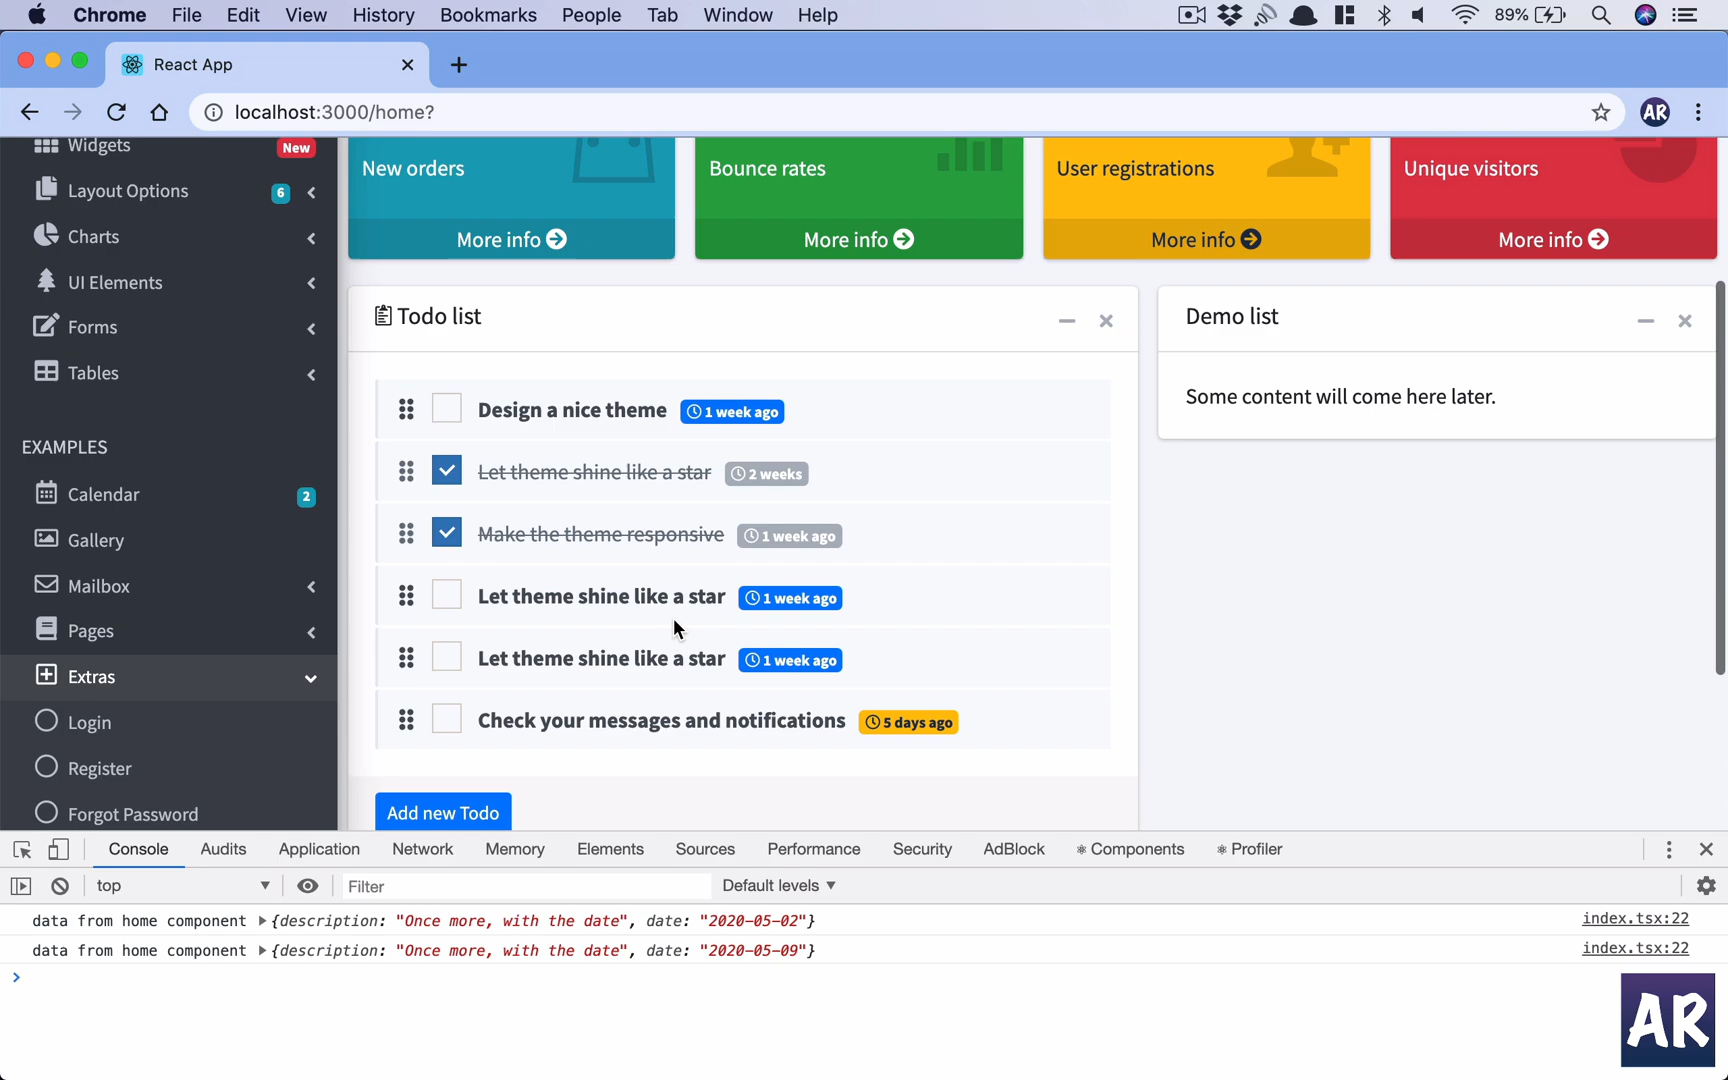 Chrome File Edit View History Bookmarks People Tab Window Help 89%
React App
localhost:3000/home?
AR
Widgets New
Layout Options 6
Charts
UI Elements
Forms
Tables
EXAMPLES
Calendar 2
Gallery
Mailbox
Pages
Extras
Login
Register
Forgot Password
New orders
More info
Bounce rates
More info
User registrations
More info
Unique visitors
More info
Todo list
Design a nice theme 1 week ago
Let theme shine like a star 2 weeks
Make the theme responsive 1 week ago
Let theme shine like a star 1 week ago
Let theme shine like a star 1 week ago
Check your messages and notifications 5 days ago
Add new Todo
Demo list
Some content will come here later.
Console Audits Application Network Memory Elements Sources Performance Security AdBlock Components Profiler
top Filter Default levels
data from home component {description: "Once more, with the date", date: "2020-05-02"} index.tsx:22
data from home component {description: "Once more, with the date", date: "2020-05-09"} index.tsx:22
AR